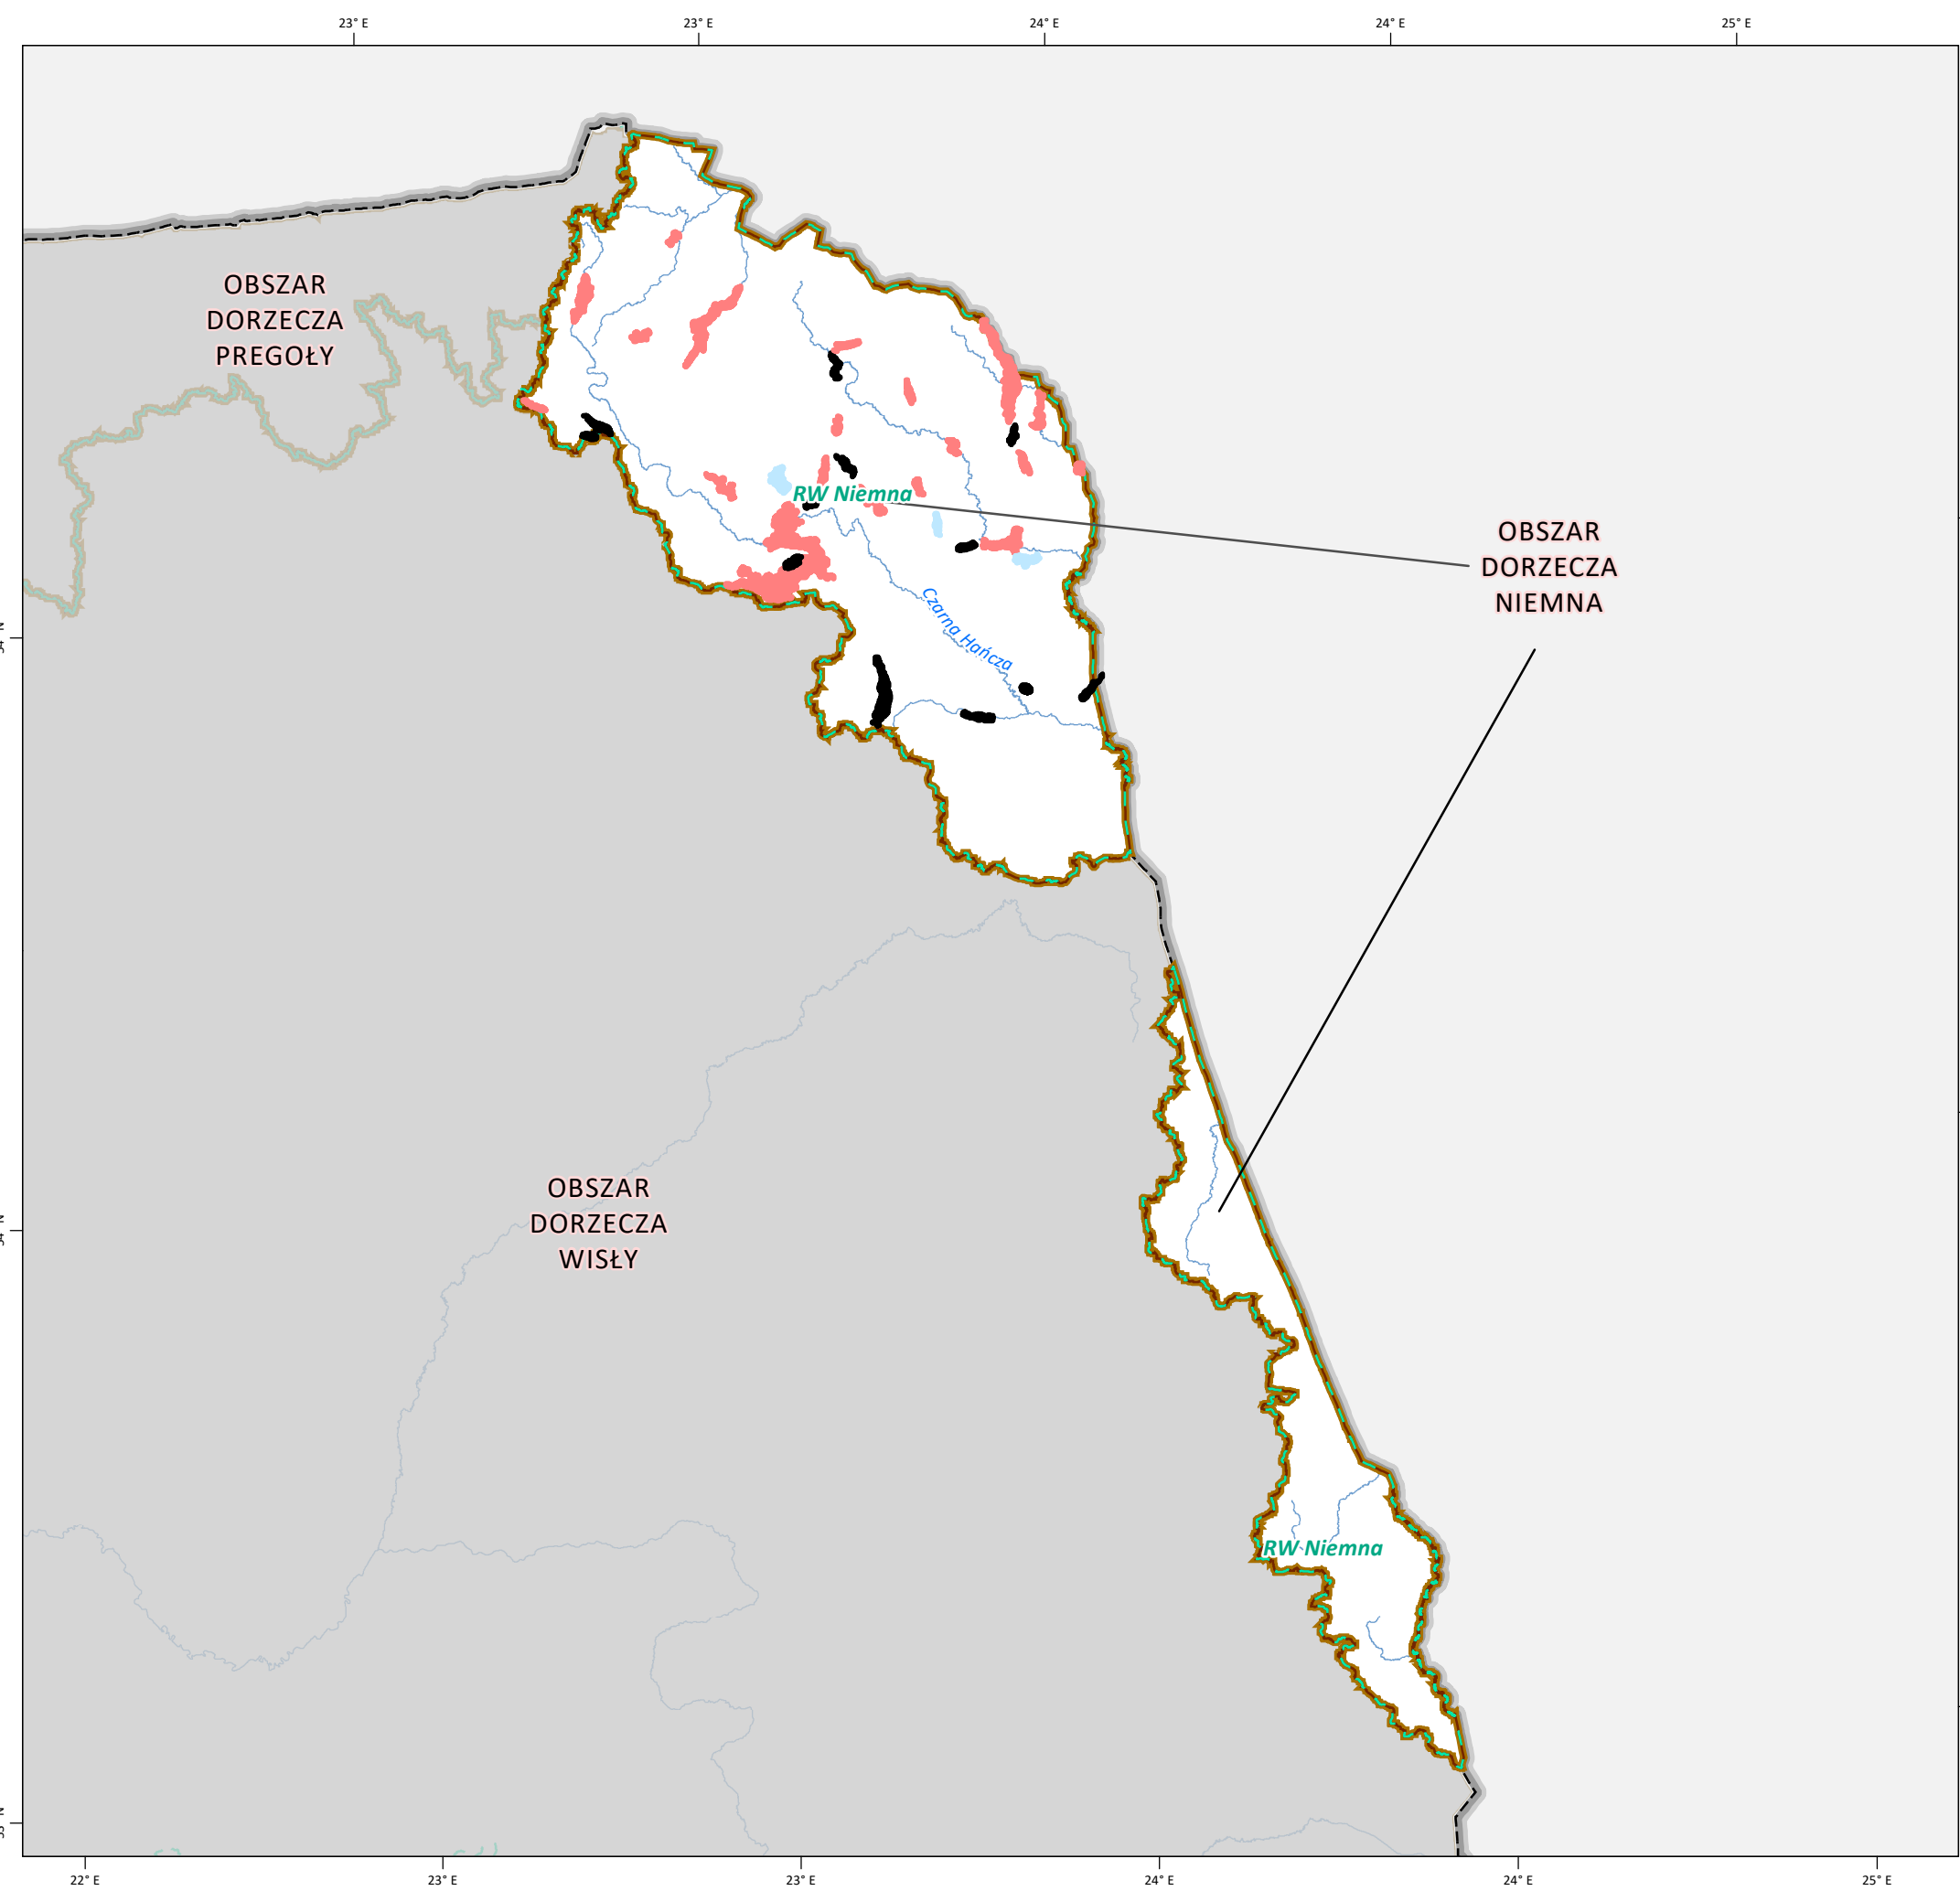 23° E
23° E
24° E
24° E
25° E
OBSZAR
DORZECZA
PREGOŁY
RW Niemna
OBSZAR
DORZECZA
NIEMNA
Czarna Hańcza
OBSZAR
DORZECZA
WISŁY
RW Niemna
22° E
23° E
23° E
24° E
24° E
25° E